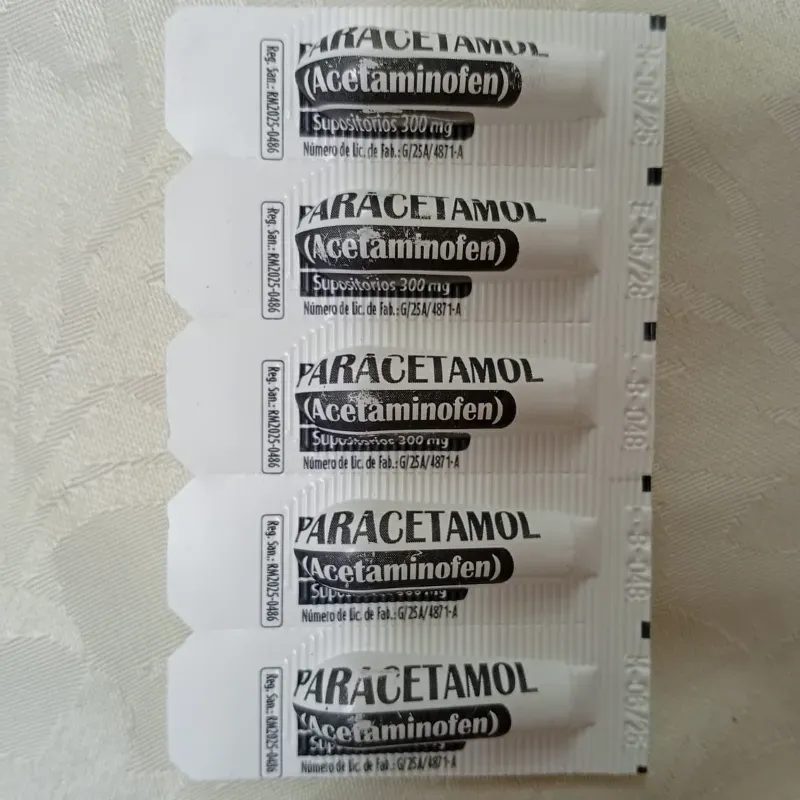 PARACETAMOL
(Acetaminofen)
Supositorios 300 mg
Número de Lic. de Fab.: G/25A/4871-A
Reg. San.: RM2025-0486
PARACETAMOL
(Acetaminofen)
Supositorios 300 mg
Número de Lic. de Fab.: G/25A/4871-A
Reg. San.: RM2025-0486
PARACETAMOL
(Acetaminofen)
Supositorios 300 mg
Número de Lic. de Fab.: G/25A/4871-A
Reg. San.: RM2025-0486
PARACETAMOL
(Acetaminofen)
Número de Lic. de Fab.: G/25A/4871-A
Reg. San.: RM2025-0486
PARACETAMOL
(Acetaminofen)
Número de Lic. de Fab.: G/25A/4871-A
Reg. San.: RM2025-0486